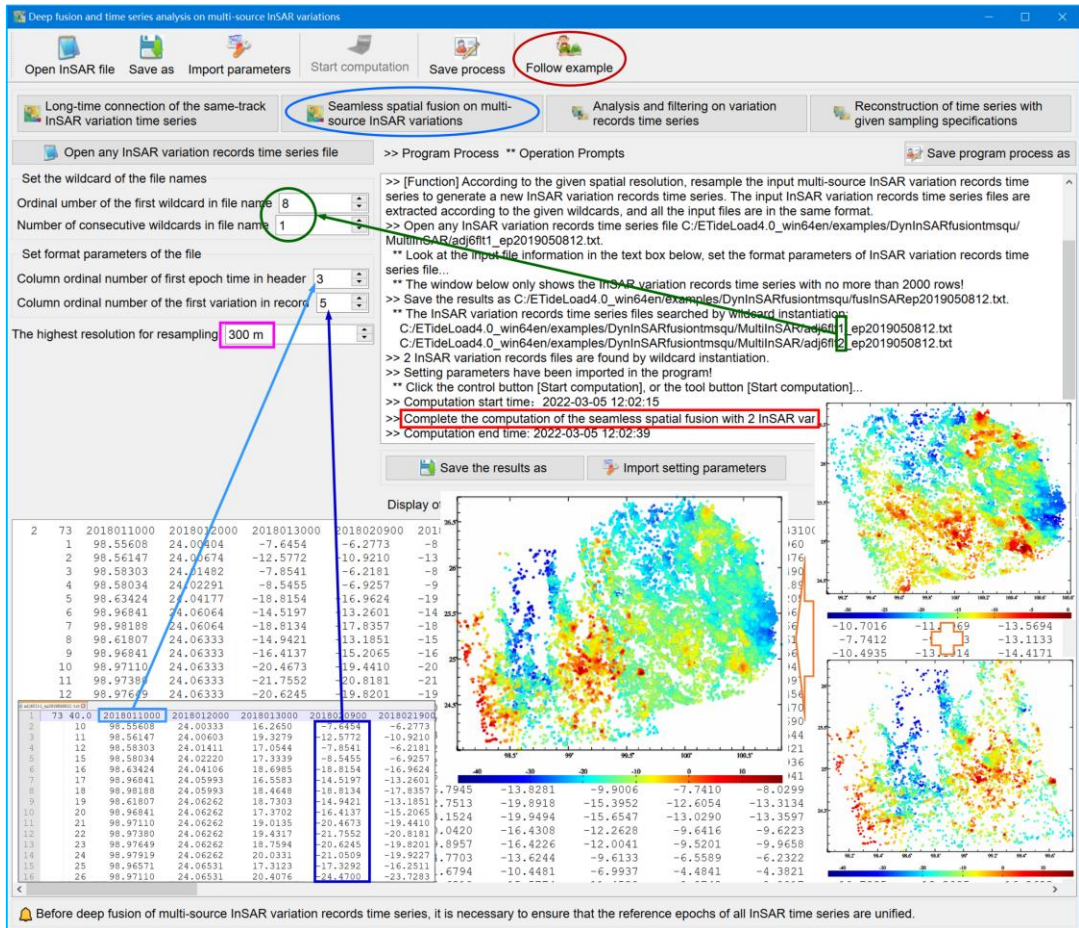 Deep fusion and time series analysis on multi-source InSAR variations
Open InSAR file
Save as
Import parameters
Start computation
Save process
Follow example
Long-time connection of the same-track
InSAR variation time series
Seamless spatial fusion on multi-
source InSAR variations
Analysis and filtering on variation
records time series
Reconstruction of time series with
given sampling specifications
Open any InSAR variation records time series file
>> Program Process ** Operation Prompts
Save program process as
Set the wildcard of the file names
Ordinal umber of the first wildcard in file name 8
Number of consecutive wildcards in file name 1
Set format parameters of the file
Column ordinal number of first epoch time in header 3
Column ordinal number of the first variation in record 5
The highest resolution for resampling 300 m
>> [Function] According to the given spatial resolution, resample the input multi-source InSAR variation records time
series to generate a new InSAR variation records time series. The input InSAR variation records time series files are
extracted according to the given wildcards, and all the input files are in the same format.
>> Open any InSAR variation records time series file C:/ETideLoad4.0_win64en/examples/DynInSARfusiontmsqu/
MultiInSAR/adj6flt1_ep2019050812.txt.
** Look at the input file information in the text box below, set the format parameters of InSAR variation records time
series file...
** The window below only shows the InSAR variation records time series with no more than 2000 rows!
>> Save the results as C:/ETideLoad4.0_win64en/examples/DynInSARfusiontmsqu/fusInSARep2019050812.txt.
** The InSAR variation records time series files searched by wildcard instantiation:
C:/ETideLoad4.0_win64en/examples/DynInSARfusiontmsqu/MultiInSAR/adj6flt1_ep2019050812.txt
C:/ETideLoad4.0_win64en/examples/DynInSARfusiontmsqu/MultiInSAR/adj6flt2_ep2019050812.txt
>> 2 InSAR variation records files are found by wildcard instantiation.
>> Setting parameters have been imported in the program!
** Click the control button [Start computation], or the tool button [Start computation]...
>> Computation start time: 2022-03-05 12:02:15
>> Complete the computation of the seamless spatial fusion with 2 InSAR var
>> Computation end time: 2022-03-05 12:02:39
Save the results as
Import setting parameters
Display of
2 73 2018011000 2018012000 2018013000 2018020900
1 98.55608 24.00404 -7.6454 -6.2773
2 98.56147 24.00674 -12.5772 -10.9210
3 98.58303 24.01482 -7.8541 -6.2181
4 98.58034 24.02291 -8.5455 -6.9257
5 98.63424 24.04177 -18.8154 -16.9624
6 98.96841 24.06064 -14.5197 -13.2601
7 98.98188 24.06064 -18.8134 -17.8357
8 98.61807 24.06333 -14.9421 -13.1851
9 98.96841 24.06333 -16.4137 -15.2065
10 98.97110 24.06333 -20.4673 -19.4410
11 98.97380 24.06333 -21.7552 -20.8181
12 98.97649 24.06333 -20.6245 -19.8201
1 73 40.0 2018011000 2018012000 2018013000 2018020900 2018021900
2 10 98.55608 24.00333 16.2650 -7.6454 -6.2773
3 11 98.56147 24.00603 19.3279 -12.5772 -10.9210
4 12 98.58303 24.01411 17.0544 -7.8541 -6.2181
5 15 98.58034 24.02220 17.3339 -8.5455 -6.9257
6 16 98.63424 24.04106 18.6985 -18.8154 -16.9624
7 17 98.96841 24.05993 16.5583 -14.5197 -13.2601
8 18 98.98188 24.05993 18.4648 -18.8134 -17.8357
9 19 98.61807 24.06262 18.7303 -14.9421 -13.1851
10 20 98.96841 24.06262 17.3702 -16.4137 -15.2065
11 21 98.97110 24.06262 19.0135 -20.4673 -19.4410
12 22 98.97380 24.06262 19.4317 -21.7552 -20.8181
13 23 98.97649 24.06262 18.7594 -20.6245 -19.8201
14 24 98.97919 24.06262 20.0331 -21.0509 -19.9227
15 25 98.96571 24.06531 17.3123 -17.3292 -16.2511
16 26 98.97110 24.06531 20.4076 -24.4700 -23.7283
-13.8281 -9.9006 -7.7410 -8.0299
-19.8918 -15.3952 -12.6054 -13.3134
-19.9494 -15.6547 -13.0290 -13.3597
-16.4308 -12.2628 -9.6416 -9.6223
-16.4226 -12.0041 -9.5201 -9.9658
-13.6244 -9.6133 -6.5589 -6.2322
-10.4481 -6.9937 -4.4841 -4.3821
-10.7016 -13.5694
-7.7412 -13.1133
-10.4935 -14.4171
Before deep fusion of multi-source InSAR variation records time series, it is necessary to ensure that the reference epochs of all InSAR time series are unified.